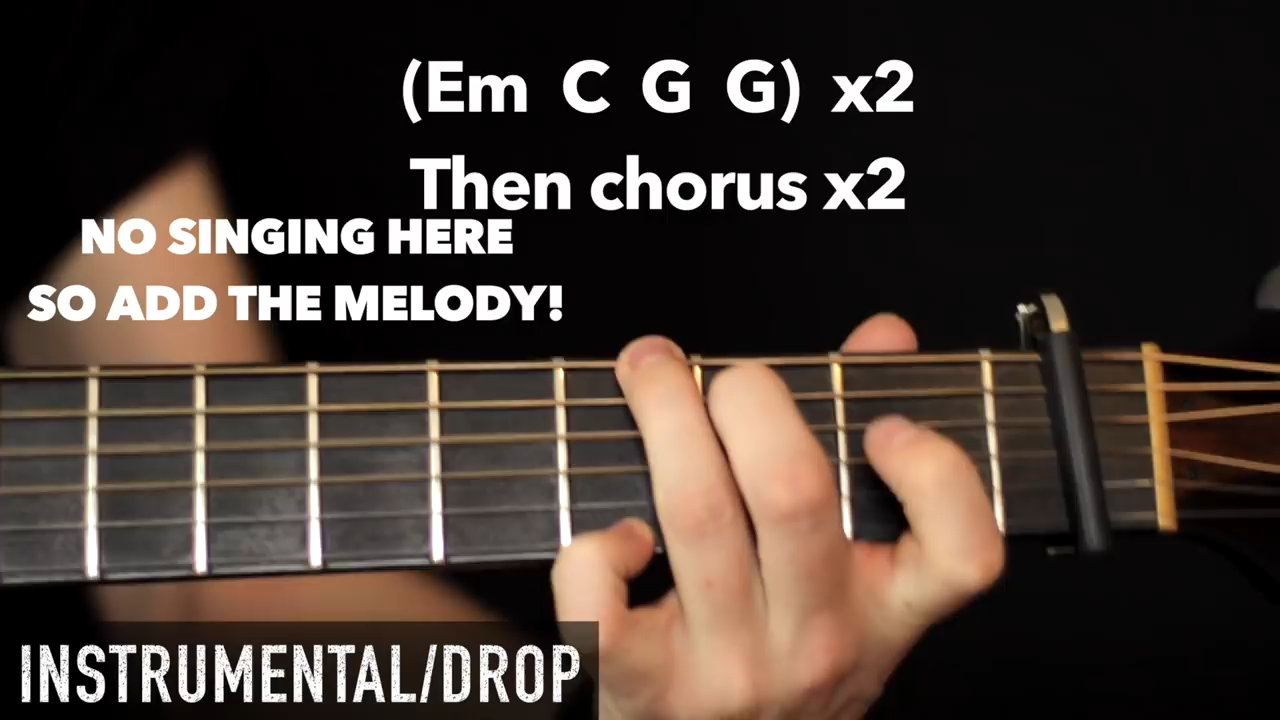 (Em C G G) x2
Then chorus x2
NO SINGING HERE
SO ADD THE MELODY!
INSTRUMENTAL/DROP